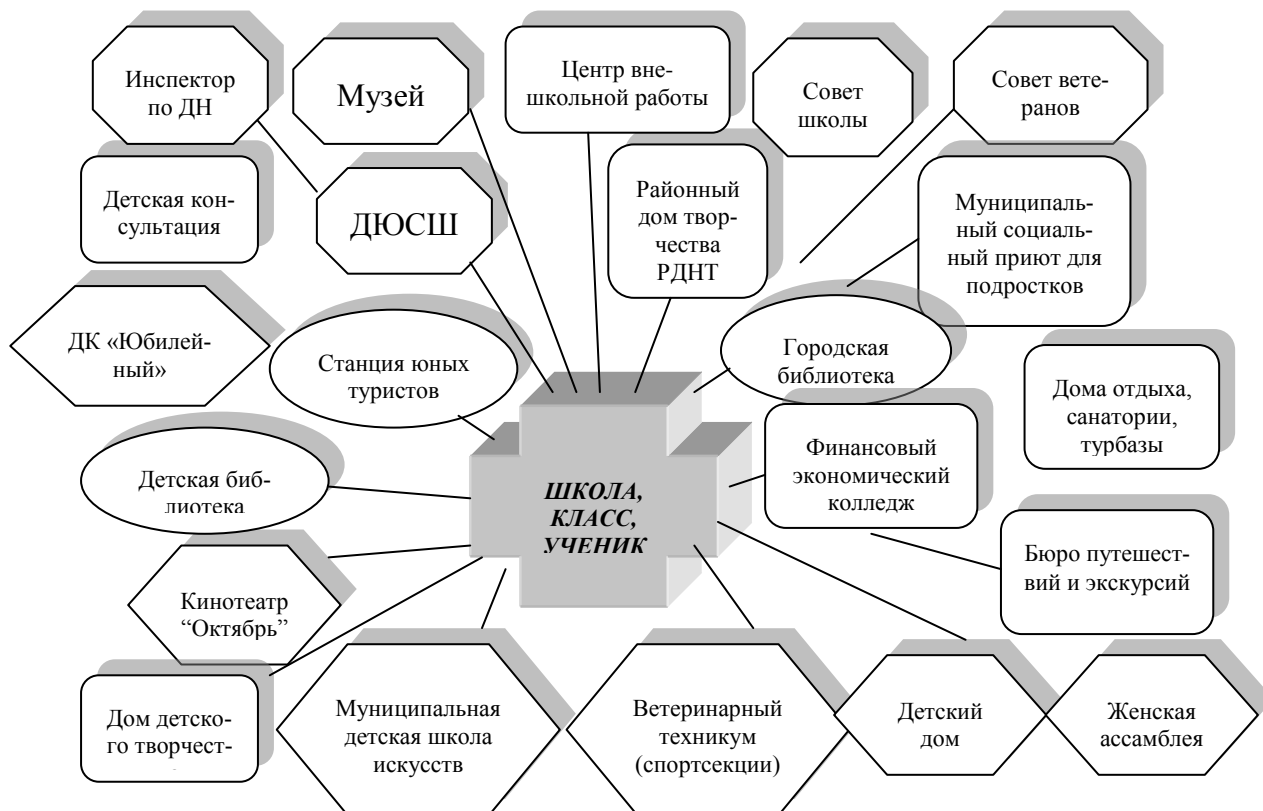 Инспектор
по ДН
Музей
Центр вне-
школьной работы
Совет
школы
Совет вете-
ранов
Детская кон-
сультация
ДЮСШ
Районный
дом твор-
чества
РДНТ
Муниципаль-
ный социаль-
ный приют для
подростков
ДК «Юбилей-
ный»
Станция юных
туристов
Городская
библиотека
Дома отдыха,
санатории,
турбазы
Детская биб-
лиотека
ШКОЛА,
КЛАСС,
УЧЕНИК
Финансовый
экономический
колледж
Бюро путешест-
вий и экскурсий
Кинотеатр
“Октябрь”
Дом детско-
го творчест-
Муниципальная
детская школа
искусств
Ветеринарный
техникум
(спортсекции)
Детский
дом
Женская
ассамблея